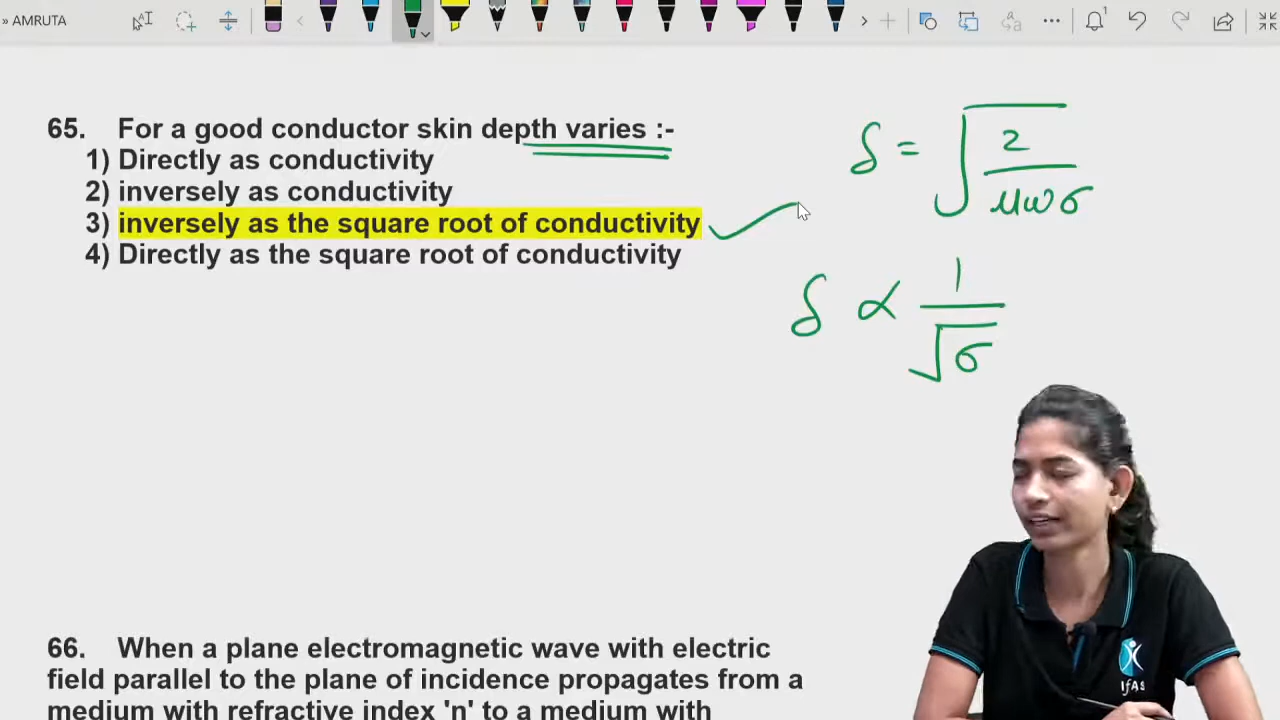 » AMRUTA
65. For a good conductor skin depth varies :-
1) Directly as conductivity
2) inversely as conductivity
3) inversely as the square root of conductivity
4) Directly as the square root of conductivity
δ = √(2/μωσ)
δ ∝ 1/√σ
66. When a plane electromagnetic wave with electric
field parallel to the plane of incidence propagates from a
medium with refractive index 'n' to a medium with
IFAS